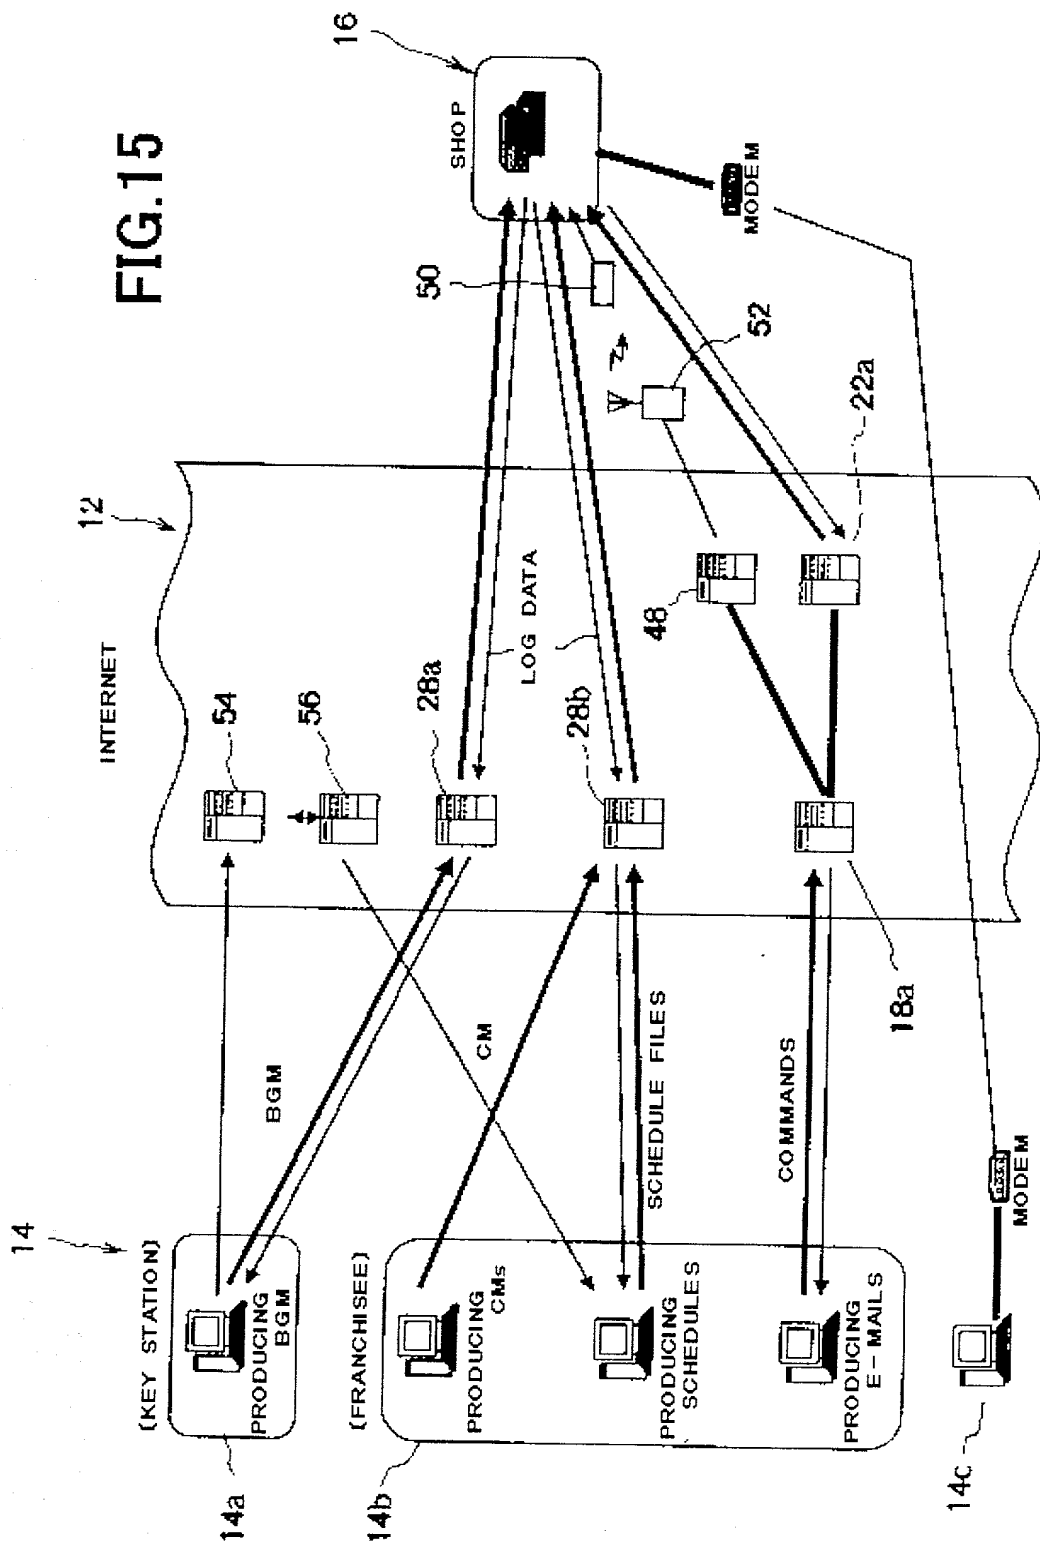 FIG.15
14
(KEY STATION)
PRODUCING
BGM
14a
(FRANCHISEE)
PRODUCING
CMs
PRODUCING
SCHEDULES
PRODUCING
E-MAILS
14b
14c
MODEM
BGM
CM
SCHEDULE FILES
COMMANDS
18a
INTERNET
12
54
56
28a
28b
LOG DATA
48
22a
50
52
SHOP
16
MODEM